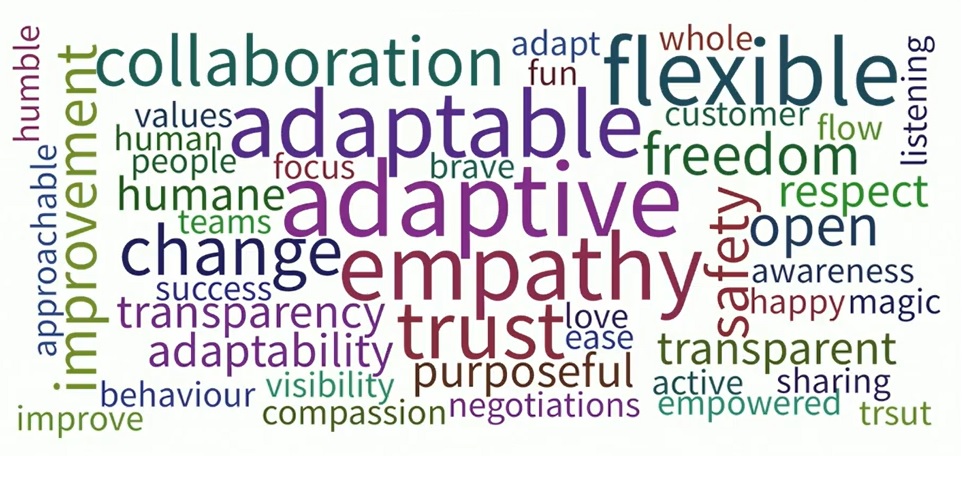 humble
improvement
collaboration
adapt
whole
flexible
listening
fun
values
adaptable
customer
flow
human
people
focus
brave
freedom
approachable
humane
adaptive
respect
teams
safety
open
change
empathy
awareness
success
happy
magic
transparency
trust
love
ease
adaptability
transparent
purposeful
behaviour
visibility
active
sharing
improve
compassion
negotiations
empowered
trsut